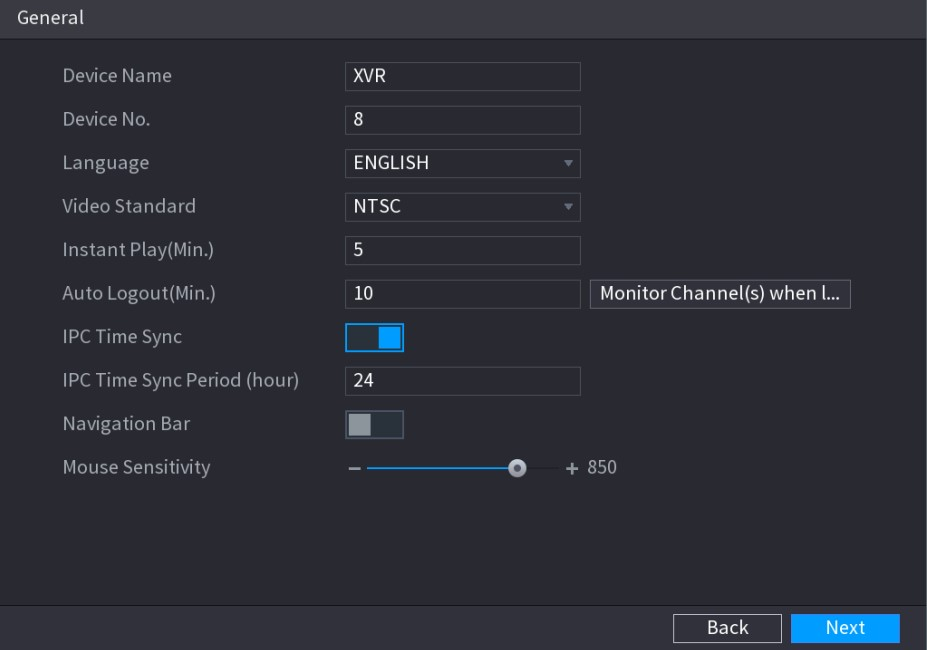 General
Device Name XVR
Device No. 8
Language ENGLISH
Video Standard NTSC
Instant Play(Min.) 5
Auto Logout(Min.) 10 Monitor Channel(s) when l...
IPC Time Sync
IPC Time Sync Period (hour) 24
Navigation Bar
Mouse Sensitivity − + 850
Back Next